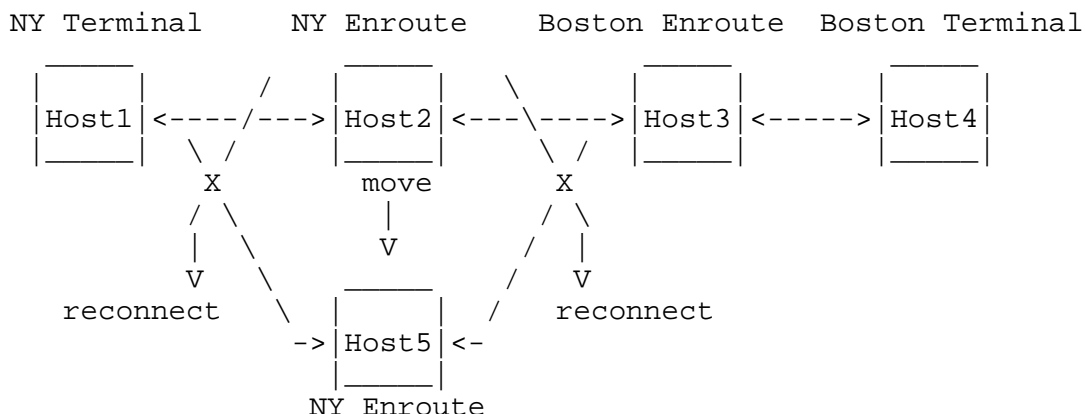 NY Terminal NY Enroute Boston Enroute Boston Terminal
Host1 Host2 Host3 Host4
X move X
V
V V
reconnect reconnect
Host5
NY Enroute